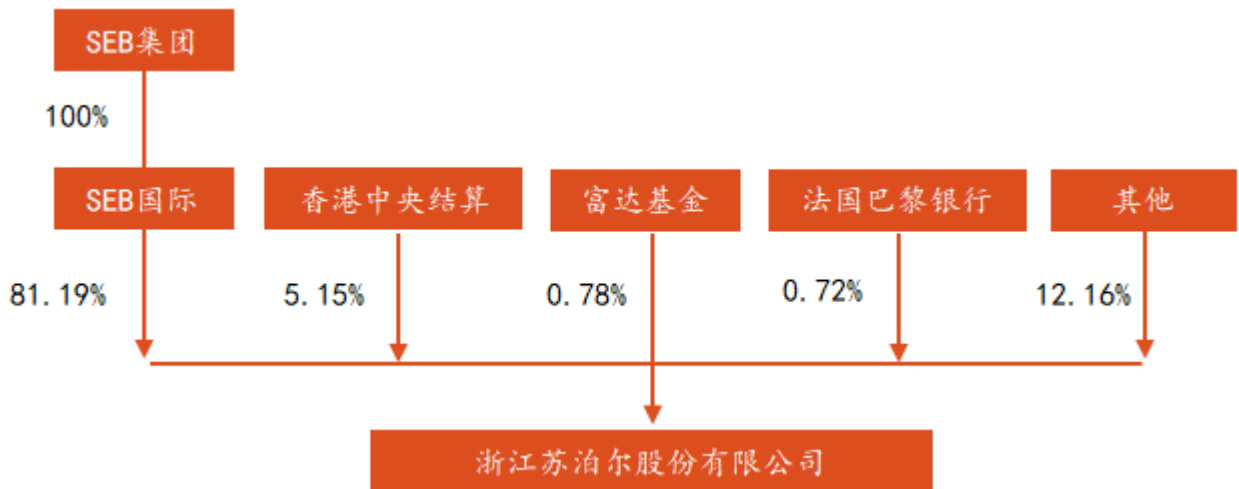 SEB集团
100%
SEB国际
香港中央结算
富达基金
法国巴黎银行
其他
81.19%
5.15%
0.78%
0.72%
12.16%
浙江苏泊尔股份有限公司